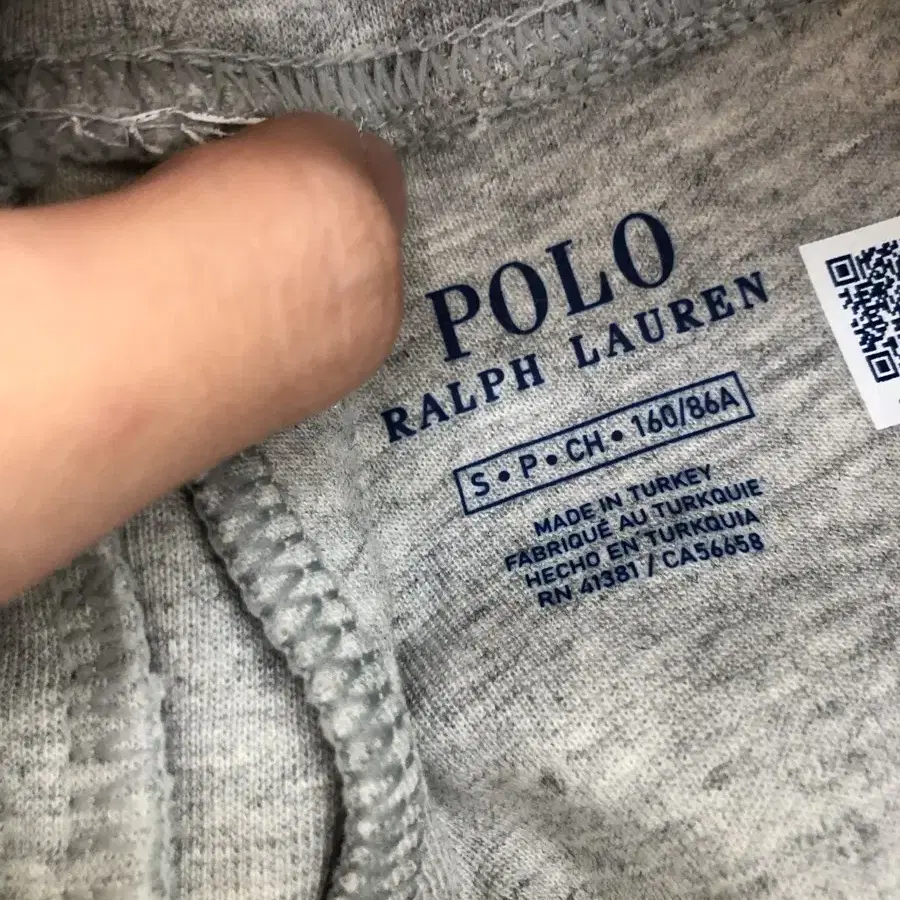 POLO
RALPH LAUREN
S • P • CH • 160/86A
MADE IN TURKEY
FABRIQUÉ AU TURKQUIE
HECHO EN TURKQUIA
RN 41381 / CA56658